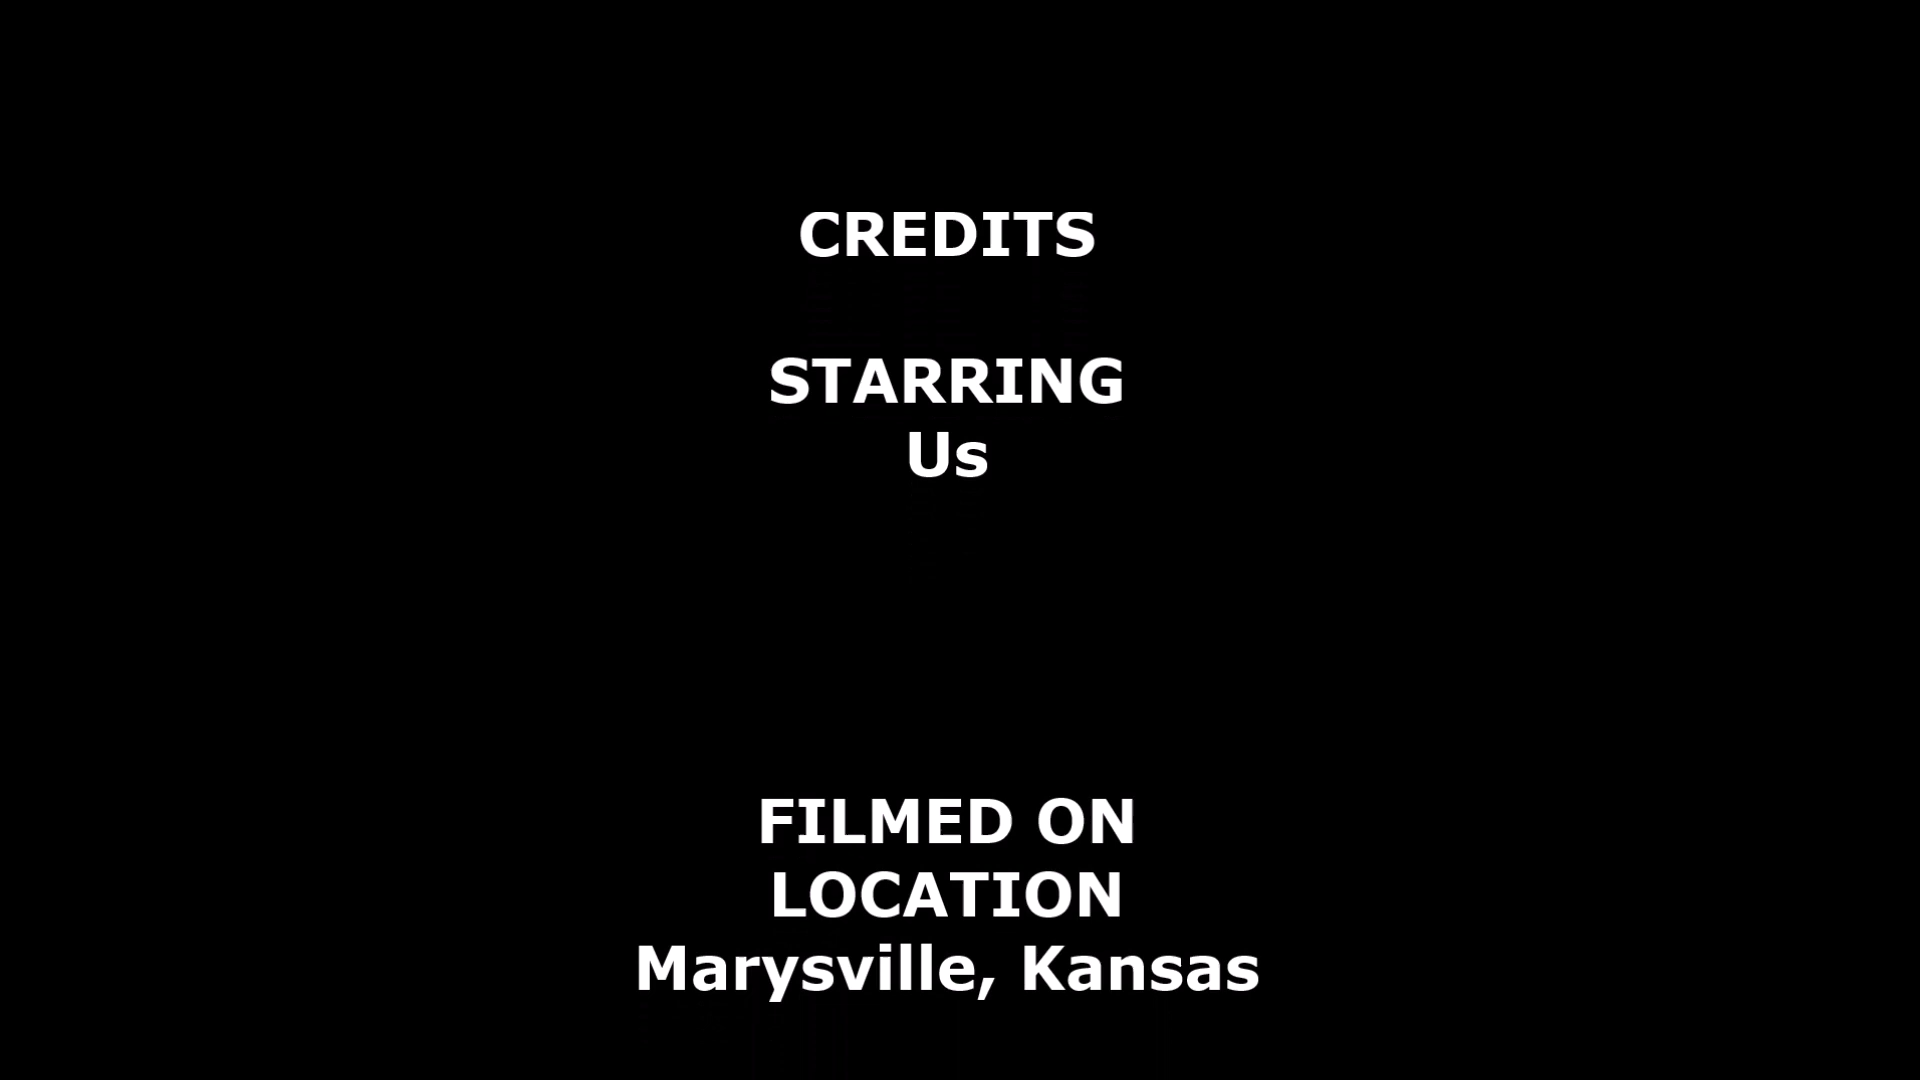 CREDITS
STARRING
Us
FILMED ON
LOCATION
Marysville, Kansas